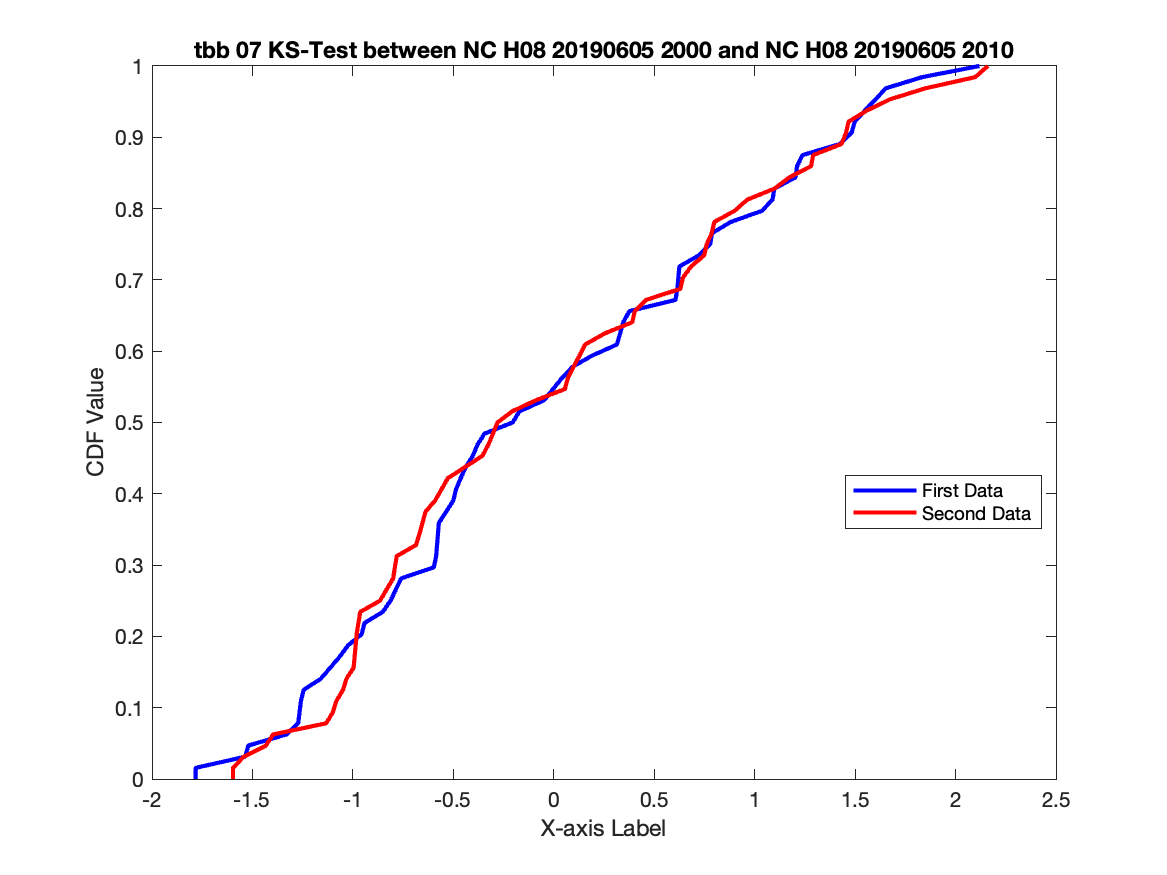 tbb 07 KS-Test between NC H08 20190605 2000 and NC H08 20190605 2010
1
0.9
0.8
0.7
0.6
0.5
0.4
0.3
0.2
0.1
0
CDF Value
First Data
Second Data
-2 -1.5 -1 -0.5 0 0.5 1 1.5 2 2.5
X-axis Label